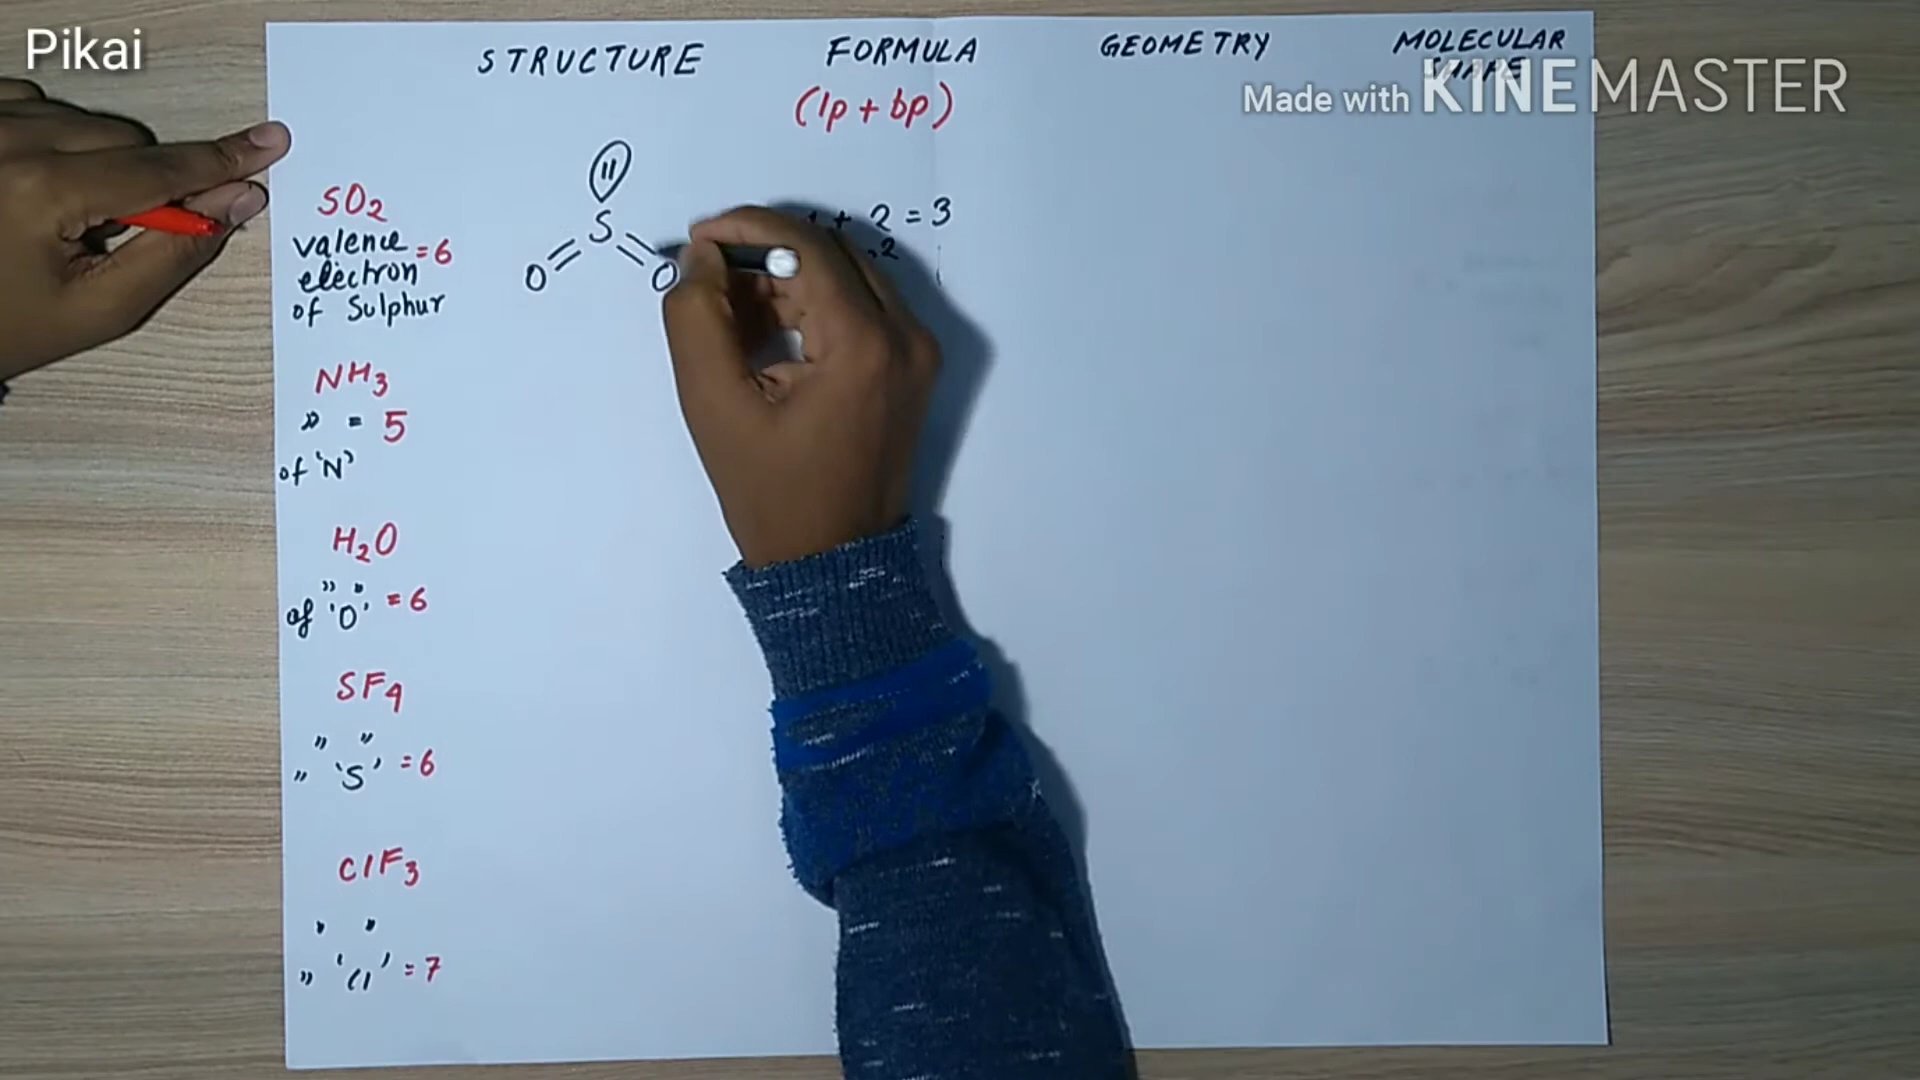 Pikai
STRUCTURE FORMULA GEOMETRY MOLECULAR
Made with KINEMASTER
(lp + bp)
SO2
valence = 6
electron
of Sulphur
S
O O
+ 2 = 3
NH3
" = 5
of 'N'
H2O
" "
of 'O' = 6
SF4
" "
" 'S' = 6
ClF3
" "
" 'Cl' = 7